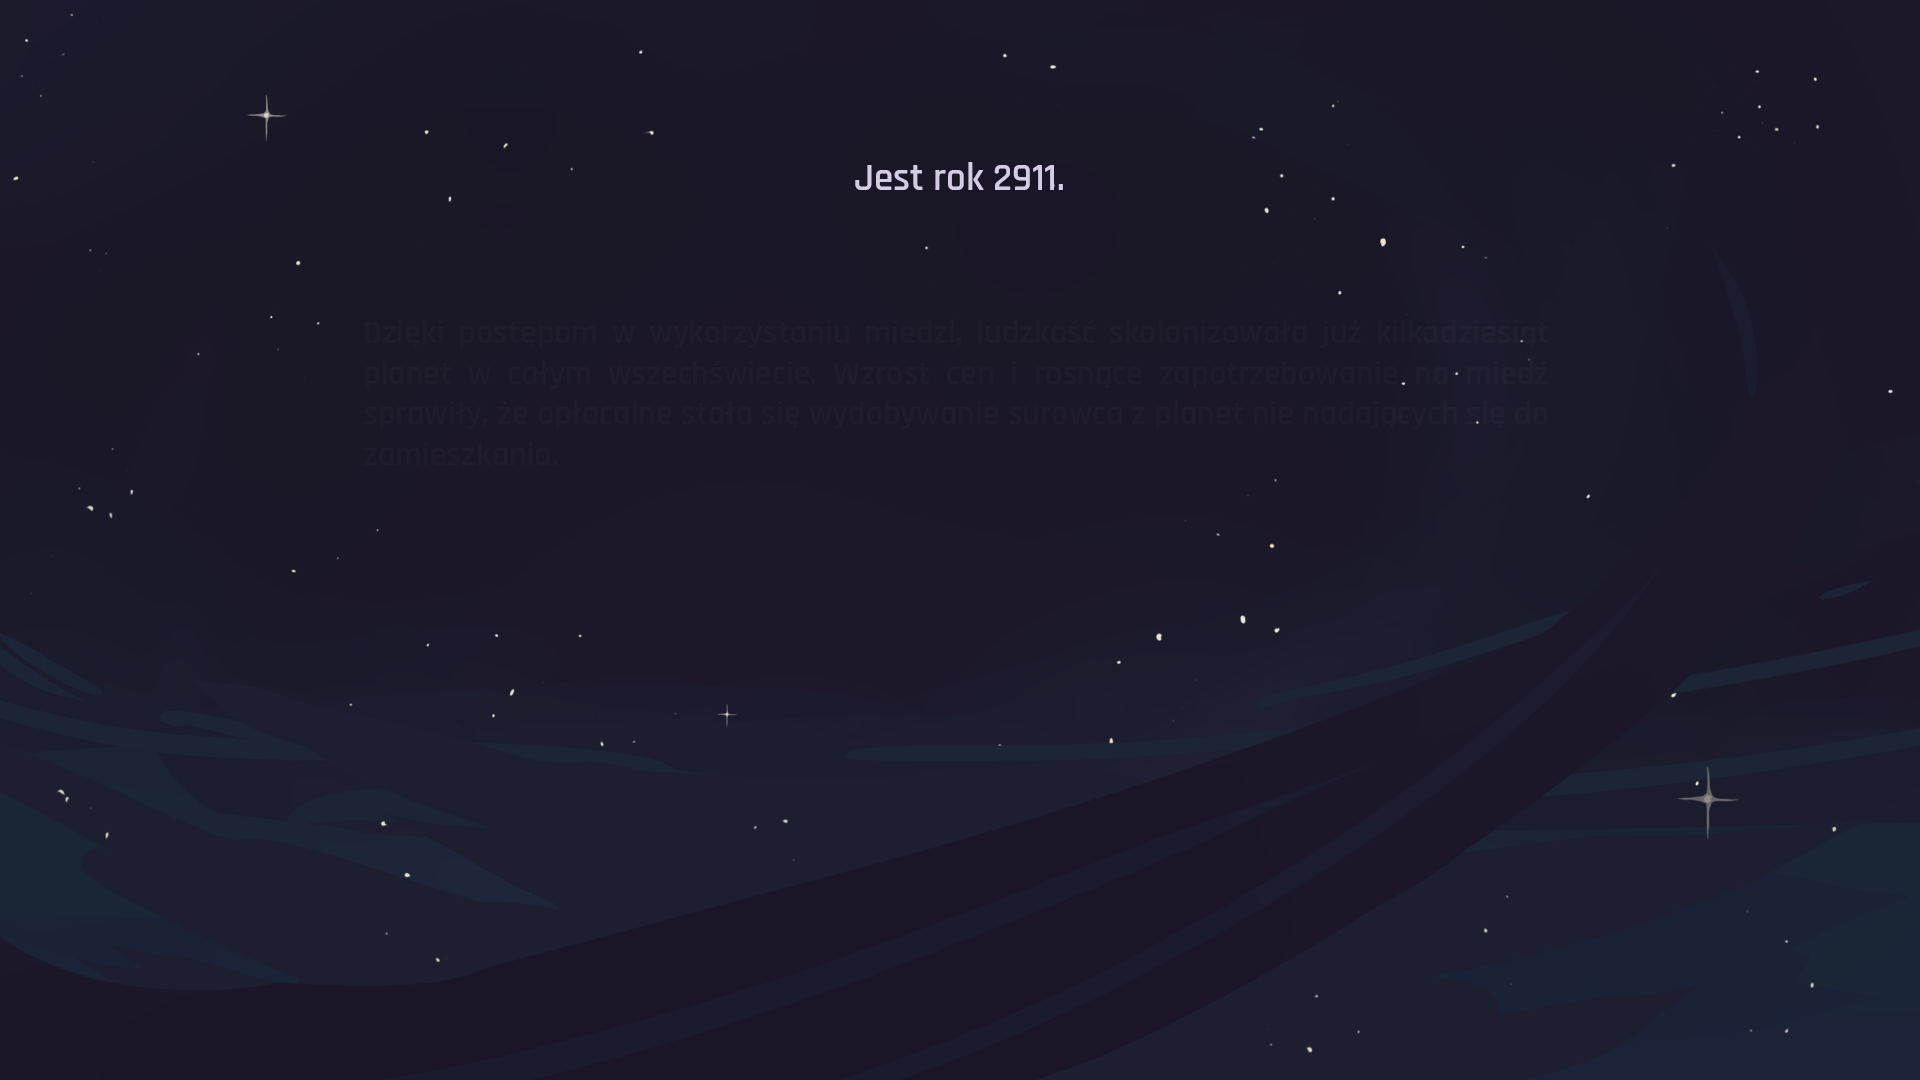 Jest rok 2911.
Dzięki postępom w wykorzystaniu miedzi, ludzkość skolonizowała już kilkadziesiąt
planet w całym wszechświecie. Wzrost cen i rosnące zapotrzebowanie na miedź
sprawiły, że opłacalne stało się wydobywanie surowca z planet nie nadających się do
zamieszkania.